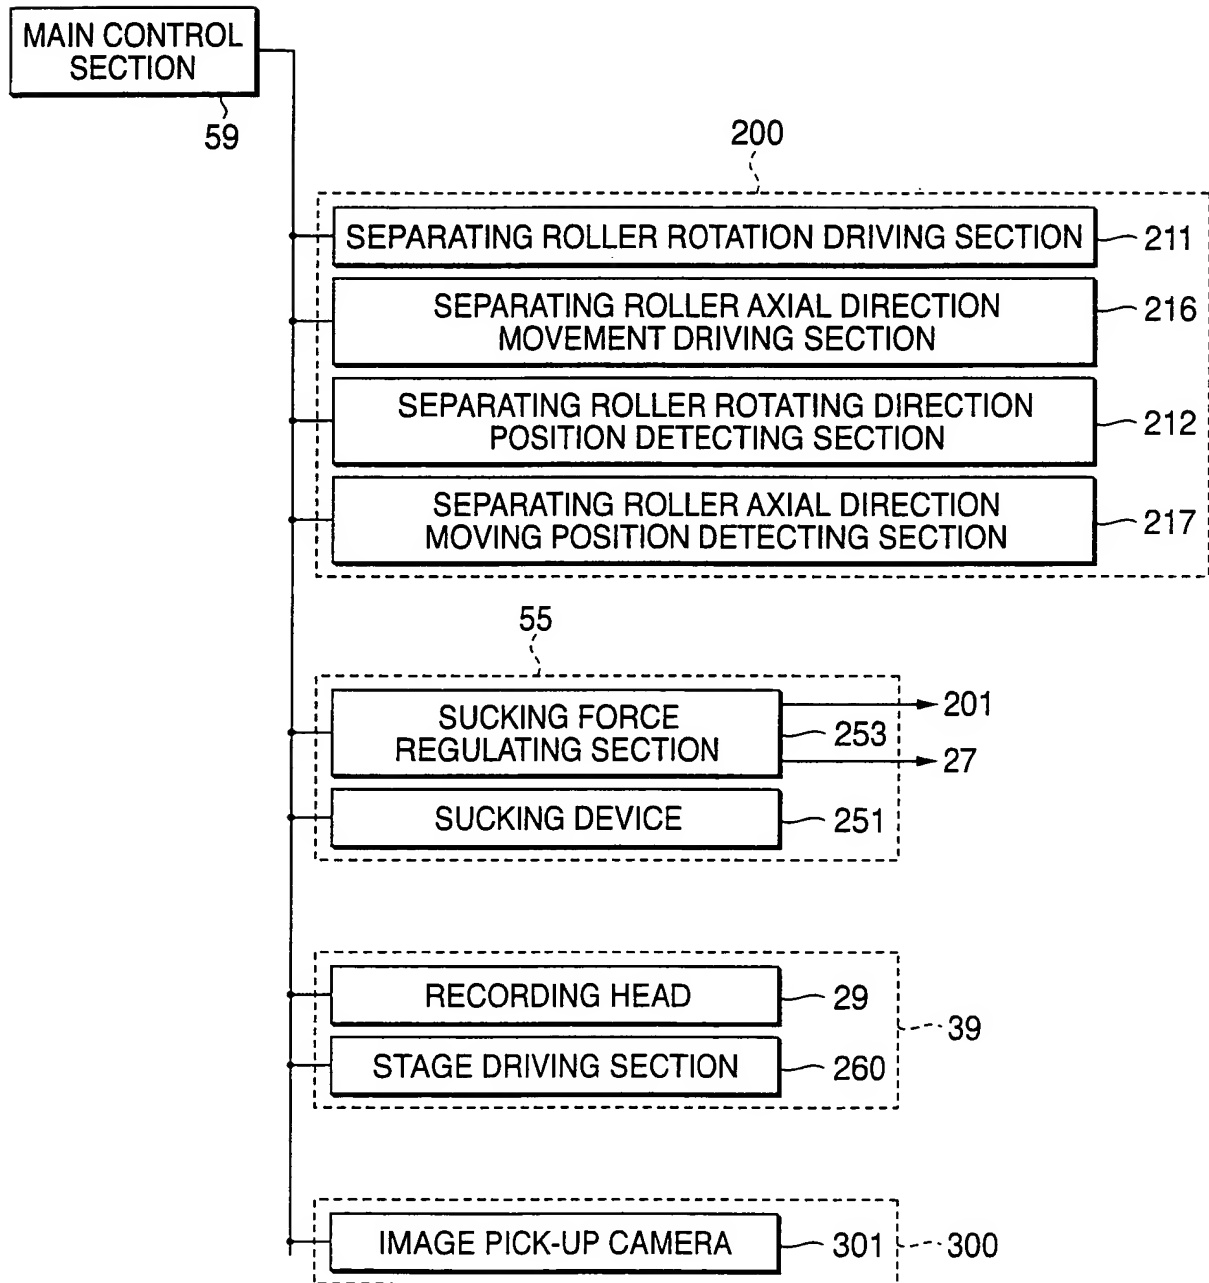 MAIN CONTROL
SECTION
59
200
SEPARATING ROLLER ROTATION DRIVING SECTION
211
SEPARATING ROLLER AXIAL DIRECTION
MOVEMENT DRIVING SECTION
216
SEPARATING ROLLER ROTATING DIRECTION
POSITION DETECTING SECTION
212
SEPARATING ROLLER AXIAL DIRECTION
MOVING POSITION DETECTING SECTION
217
55
SUCKING FORCE
REGULATING SECTION
253
201
27
SUCKING DEVICE
251
RECORDING HEAD
29
39
STAGE DRIVING SECTION
260
IMAGE PICK-UP CAMERA
301
300